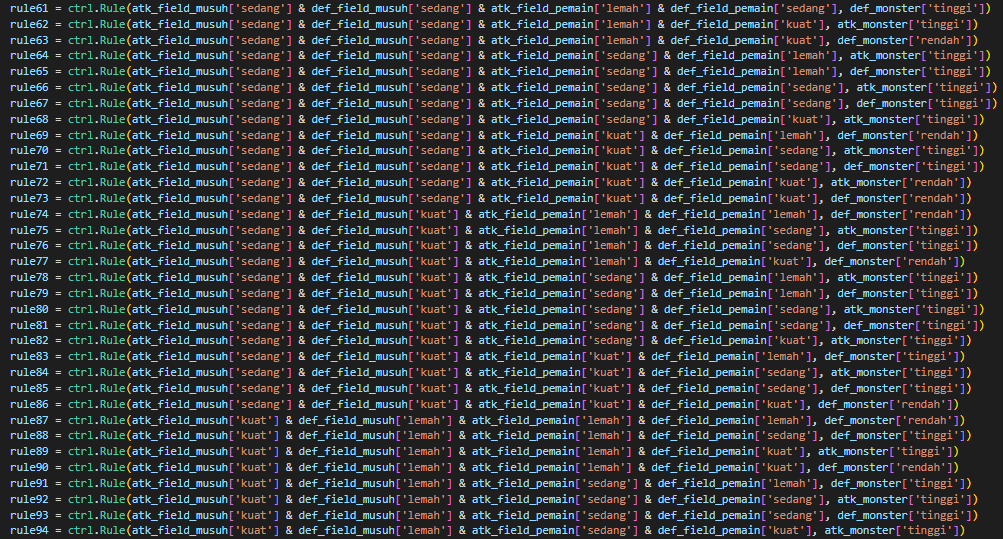 rule61 = ctrl.Rule(atk_field_musuh['sedang'] & def_field_musuh['sedang'] & atk_field_pemain['lemah'] & def_field_pemain['sedang'], def_monster['tinggi'])
rule62 = ctrl.Rule(atk_field_musuh['sedang'] & def_field_musuh['sedang'] & atk_field_pemain['lemah'] & def_field_pemain['kuat'], atk_monster['tinggi'])
rule63 = ctrl.Rule(atk_field_musuh['sedang'] & def_field_musuh['sedang'] & atk_field_pemain['lemah'] & def_field_pemain['kuat'], def_monster['rendah'])
rule64 = ctrl.Rule(atk_field_musuh['sedang'] & def_field_musuh['sedang'] & atk_field_pemain['sedang'] & def_field_pemain['lemah'], atk_monster['tinggi'])
rule65 = ctrl.Rule(atk_field_musuh['sedang'] & def_field_musuh['sedang'] & atk_field_pemain['sedang'] & def_field_pemain['lemah'], def_monster['tinggi'])
rule66 = ctrl.Rule(atk_field_musuh['sedang'] & def_field_musuh['sedang'] & atk_field_pemain['sedang'] & def_field_pemain['sedang'], atk_monster['tinggi'])
rule67 = ctrl.Rule(atk_field_musuh['sedang'] & def_field_musuh['sedang'] & atk_field_pemain['sedang'] & def_field_pemain['sedang'], def_monster['tinggi'])
rule68 = ctrl.Rule(atk_field_musuh['sedang'] & def_field_musuh['sedang'] & atk_field_pemain['sedang'] & def_field_pemain['kuat'], atk_monster['tinggi'])
rule69 = ctrl.Rule(atk_field_musuh['sedang'] & def_field_musuh['sedang'] & atk_field_pemain['kuat'] & def_field_pemain['lemah'], def_monster['rendah'])
rule70 = ctrl.Rule(atk_field_musuh['sedang'] & def_field_musuh['sedang'] & atk_field_pemain['kuat'] & def_field_pemain['sedang'], atk_monster['tinggi'])
rule71 = ctrl.Rule(atk_field_musuh['sedang'] & def_field_musuh['sedang'] & atk_field_pemain['kuat'] & def_field_pemain['sedang'], def_monster['tinggi'])
rule72 = ctrl.Rule(atk_field_musuh['sedang'] & def_field_musuh['sedang'] & atk_field_pemain['kuat'] & def_field_pemain['kuat'], atk_monster['rendah'])
rule73 = ctrl.Rule(atk_field_musuh['sedang'] & def_field_musuh['sedang'] & atk_field_pemain['kuat'] & def_field_pemain['kuat'], def_monster['rendah'])
rule74 = ctrl.Rule(atk_field_musuh['sedang'] & def_field_musuh['kuat'] & atk_field_pemain['lemah'] & def_field_pemain['lemah'], def_monster['rendah'])
rule75 = ctrl.Rule(atk_field_musuh['sedang'] & def_field_musuh['kuat'] & atk_field_pemain['lemah'] & def_field_pemain['sedang'], atk_monster['tinggi'])
rule76 = ctrl.Rule(atk_field_musuh['sedang'] & def_field_musuh['kuat'] & atk_field_pemain['lemah'] & def_field_pemain['sedang'], def_monster['tinggi'])
rule77 = ctrl.Rule(atk_field_musuh['sedang'] & def_field_musuh['kuat'] & atk_field_pemain['lemah'] & def_field_pemain['kuat'], def_monster['rendah'])
rule78 = ctrl.Rule(atk_field_musuh['sedang'] & def_field_musuh['kuat'] & atk_field_pemain['sedang'] & def_field_pemain['lemah'], atk_monster['tinggi'])
rule79 = ctrl.Rule(atk_field_musuh['sedang'] & def_field_musuh['kuat'] & atk_field_pemain['sedang'] & def_field_pemain['lemah'], def_monster['tinggi'])
rule80 = ctrl.Rule(atk_field_musuh['sedang'] & def_field_musuh['kuat'] & atk_field_pemain['sedang'] & def_field_pemain['sedang'], atk_monster['tinggi'])
rule81 = ctrl.Rule(atk_field_musuh['sedang'] & def_field_musuh['kuat'] & atk_field_pemain['sedang'] & def_field_pemain['sedang'], def_monster['tinggi'])
rule82 = ctrl.Rule(atk_field_musuh['sedang'] & def_field_musuh['kuat'] & atk_field_pemain['sedang'] & def_field_pemain['kuat'], atk_monster['tinggi'])
rule83 = ctrl.Rule(atk_field_musuh['sedang'] & def_field_musuh['kuat'] & atk_field_pemain['kuat'] & def_field_pemain['lemah'], def_monster['tinggi'])
rule84 = ctrl.Rule(atk_field_musuh['sedang'] & def_field_musuh['kuat'] & atk_field_pemain['kuat'] & def_field_pemain['sedang'], atk_monster['tinggi'])
rule85 = ctrl.Rule(atk_field_musuh['sedang'] & def_field_musuh['kuat'] & atk_field_pemain['kuat'] & def_field_pemain['sedang'], def_monster['tinggi'])
rule86 = ctrl.Rule(atk_field_musuh['sedang'] & def_field_musuh['kuat'] & atk_field_pemain['kuat'] & def_field_pemain['kuat'], def_monster['rendah'])
rule87 = ctrl.Rule(atk_field_musuh['kuat'] & def_field_musuh['lemah'] & atk_field_pemain['lemah'] & def_field_pemain['lemah'], def_monster['rendah'])
rule88 = ctrl.Rule(atk_field_musuh['kuat'] & def_field_musuh['lemah'] & atk_field_pemain['lemah'] & def_field_pemain['sedang'], def_monster['tinggi'])
rule89 = ctrl.Rule(atk_field_musuh['kuat'] & def_field_musuh['lemah'] & atk_field_pemain['lemah'] & def_field_pemain['kuat'], atk_monster['tinggi'])
rule90 = ctrl.Rule(atk_field_musuh['kuat'] & def_field_musuh['lemah'] & atk_field_pemain['lemah'] & def_field_pemain['kuat'], def_monster['rendah'])
rule91 = ctrl.Rule(atk_field_musuh['kuat'] & def_field_musuh['lemah'] & atk_field_pemain['sedang'] & def_field_pemain['lemah'], def_monster['tinggi'])
rule92 = ctrl.Rule(atk_field_musuh['kuat'] & def_field_musuh['lemah'] & atk_field_pemain['sedang'] & def_field_pemain['sedang'], atk_monster['tinggi'])
rule93 = ctrl.Rule(atk_field_musuh['kuat'] & def_field_musuh['lemah'] & atk_field_pemain['sedang'] & def_field_pemain['sedang'], def_monster['tinggi'])
rule94 = ctrl.Rule(atk_field_musuh['kuat'] & def_field_musuh['lemah'] & atk_field_pemain['sedang'] & def_field_pemain['kuat'], atk_monster['tinggi'])